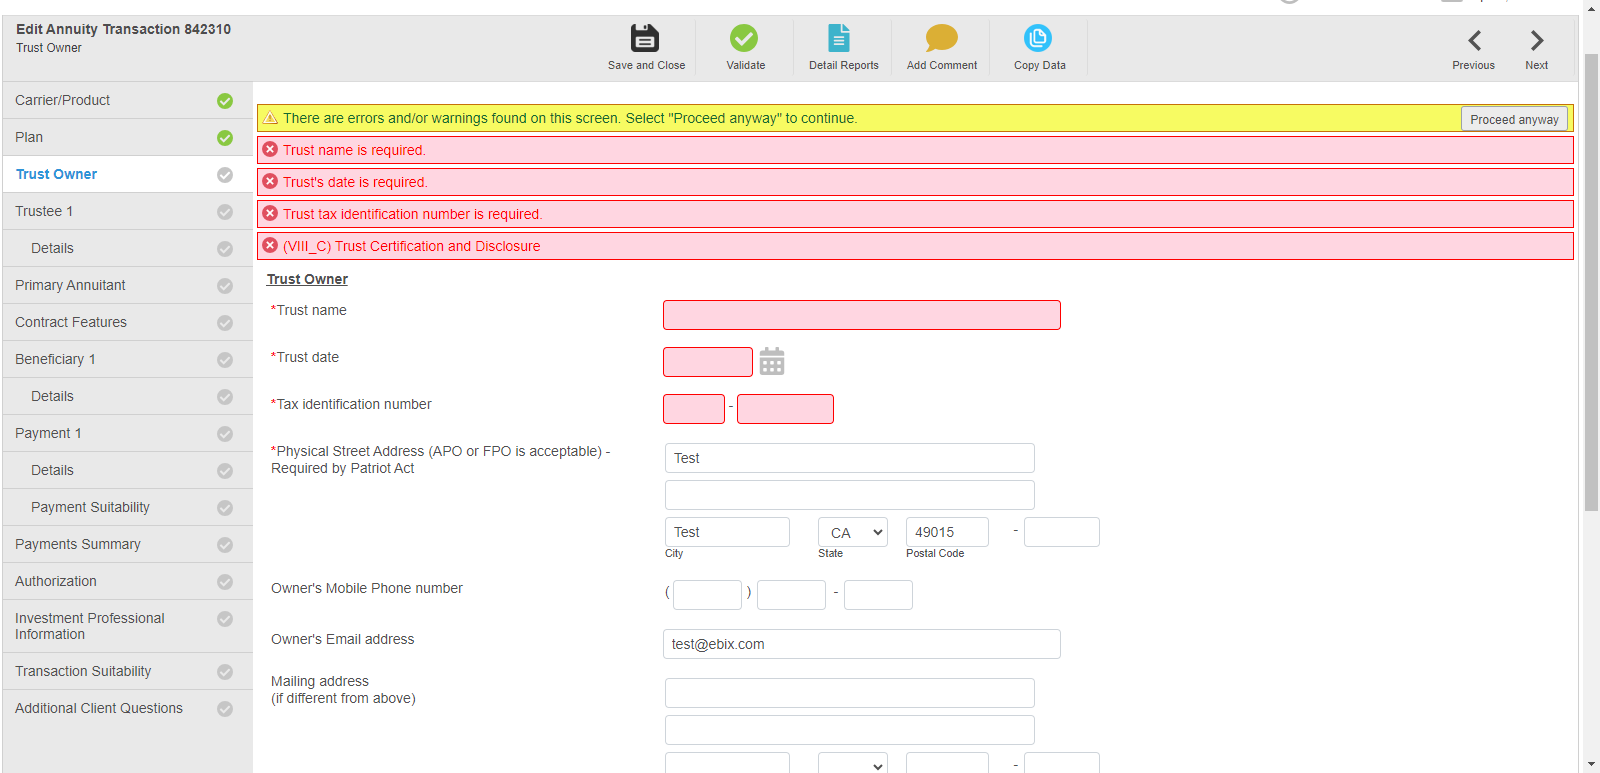 Edit Annuity Transaction 842310
Trust Owner
Save and Close
Validate
Detail Reports
Add Comment
Copy Data
Previous
Next
Carrier/Product
Plan
Trust Owner
Trustee 1
Details
Primary Annuitant
Contract Features
Beneficiary 1
Details
Payment 1
Details
Payment Suitability
Payments Summary
Authorization
Investment Professional
Information
Transaction Suitability
Additional Client Questions
There are errors and/or warnings found on this screen. Select "Proceed anyway" to continue.
Proceed anyway
Trust name is required.
Trust's date is required.
Trust tax identification number is required.
(VIII_C) Trust Certification and Disclosure
Trust Owner
*Trust name
*Trust date
*Tax identification number
-
*Physical Street Address (APO or FPO is acceptable) -
Required by Patriot Act
Test
Test
CA
49015
-
City
State
Postal Code
Owner's Mobile Phone number
( ) -
Owner's Email address
test@ebix.com
Mailing address
(if different from above)
-